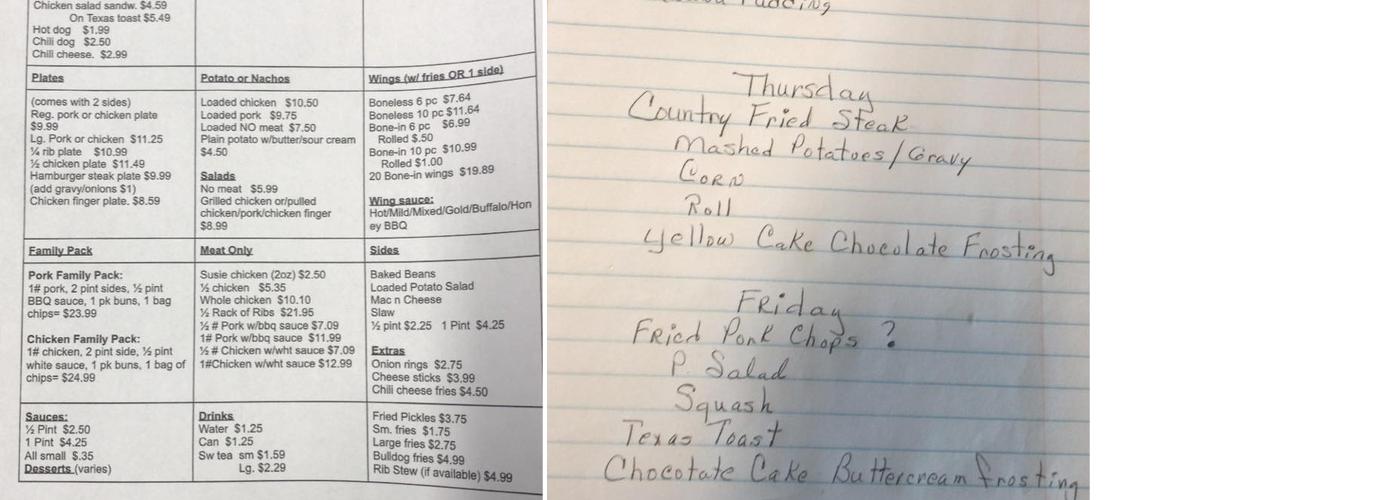 Chicken salad sandw. $4.59
On Texas toast $5.49
Hot dog $1.99
Chili dog $2.50
Chili cheese. $2.99
Plates
(comes with 2 sides)
Reg. pork or chicken plate
$9.99
Lg. Pork or chicken $11.25
¼ rib plate $10.99
½ chicken plate $11.49
Hamburger steak plate $9.99
(add gravy/onions $1)
Chicken finger plate. $8.59
Potato or Nachos
Loaded chicken $10.50
Loaded pork $9.75
Loaded NO meat $7.50
Plain potato w/butter/sour cream
$4.50
Salads
No meat $5.99
Grilled chicken or/pulled
chicken/pork/chicken finger
$8.99
Wings (w/ fries OR 1 side)
Boneless 6 pc $7.64
Boneless 10 pc $11.64
Bone-in 6 pc $6.99
Rolled $.50
Bone-in 10 pc $10.99
Rolled $1.00
20 Bone-in wings $19.89
Wing sauce:
Hot/Mild/Mixed/Gold/Buffalo/Hon
ey BBQ
Family Pack
Pork Family Pack:
1# pork, 2 pint sides, ½ pint
BBQ sauce, 1 pk buns, 1 bag
chips= $23.99
Chicken Family Pack:
1# chicken, 2 pint side, ½ pint
white sauce, 1 pk buns, 1 bag of
chips= $24.99
Meat Only
Susie chicken (2oz) $2.50
½ chicken $5.35
Whole chicken $10.10
½ Rack of Ribs $21.95
½ # Pork w/bbq sauce $7.09
1# Pork w/bbq sauce $11.99
½ # Chicken w/wht sauce $7.09
1#Chicken w/wht sauce $12.99
Sides
Baked Beans
Loaded Potato Salad
Mac n Cheese
Slaw
½ pint $2.25 1 Pint $4.25
Extras
Onion rings $2.75
Cheese sticks $3.99
Chili cheese fries $4.50
Sauces:
½ Pint $2.50
1 Pint $4.25
All small $.35
Desserts (varies)
Drinks
Water $1.25
Can $1.25
Sw tea sm $1.59
Lg. $2.29
Fried Pickles $3.75
Sm. fries $1.75
Large fries $2.75
Bulldog fries $4.99
Rib Stew (if available) $4.99
Thursday
Country Fried Steak
Mashed Potatoes/Gravy
Corn
Roll
Yellow Cake Chocolate Frosting
Friday
Fried Pork Chops ?
P. Salad
Squash
Texas Toast
Chocotate Cake Buttercream frosting